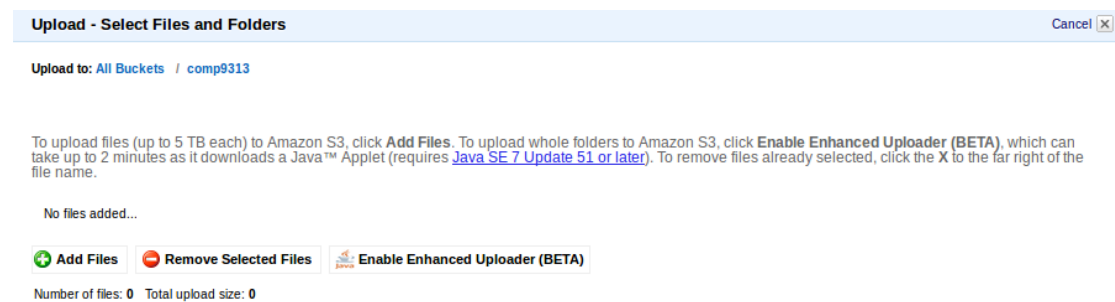 Upload - Select Files and Folders
Cancel
Upload to: All Buckets / comp9313
To upload files (up to 5 TB each) to Amazon S3, click Add Files. To upload whole folders to Amazon S3, click Enable Enhanced Uploader (BETA), which can
take up to 2 minutes as it downloads a Java™ Applet (requires Java SE 7 Update 51 or later). To remove files already selected, click the X to the far right of the
file name.
No files added...
Add Files
Remove Selected Files
Java
Enable Enhanced Uploader (BETA)
Number of files: 0 Total upload size: 0